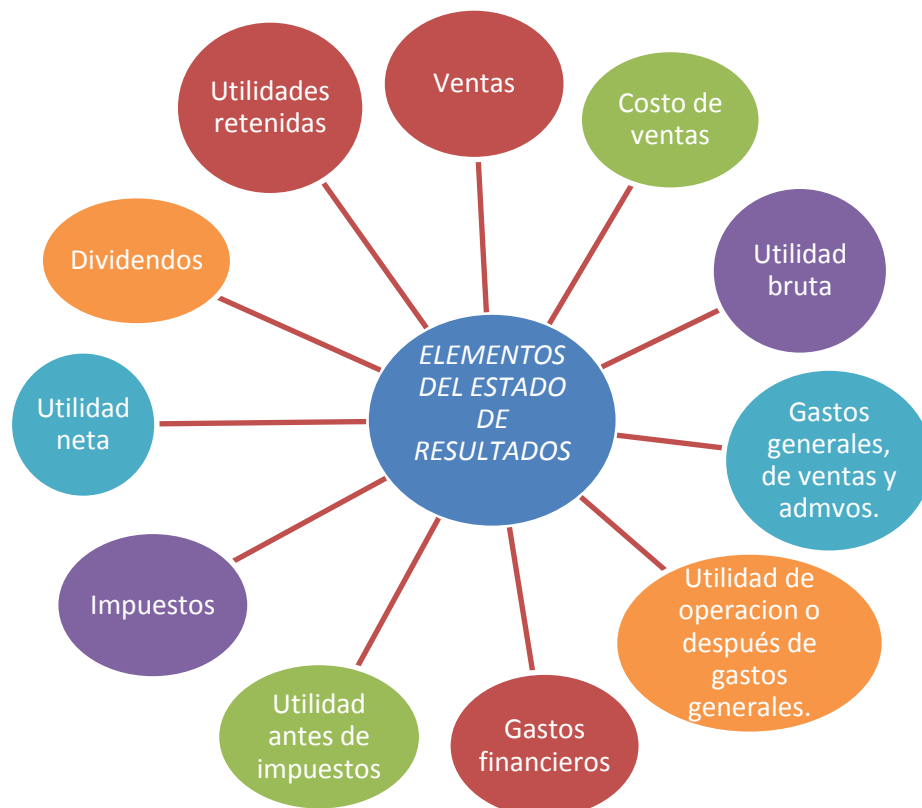 Ventas
Costo de
ventas
Utilidad
bruta
Gastos
generales,
de ventas y
admvos.
Utilidad de
operacion o
después de
gastos
generales.
Gastos
financieros
Utilidad
antes de
impuestos
Impuestos
Utilidad
neta
Dividendos
Utilidades
retenidas
ELEMENTOS
DEL ESTADO
DE
RESULTADOS